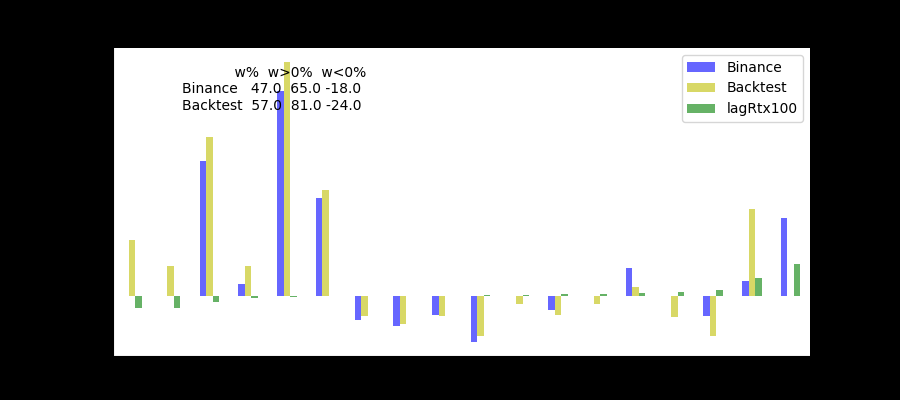 w%  w>0%  w<0%
Binance   47.0  65.0 -18.0
Backtest  57.0  81.0 -24.0
Binance
Backtest
lagRtx100